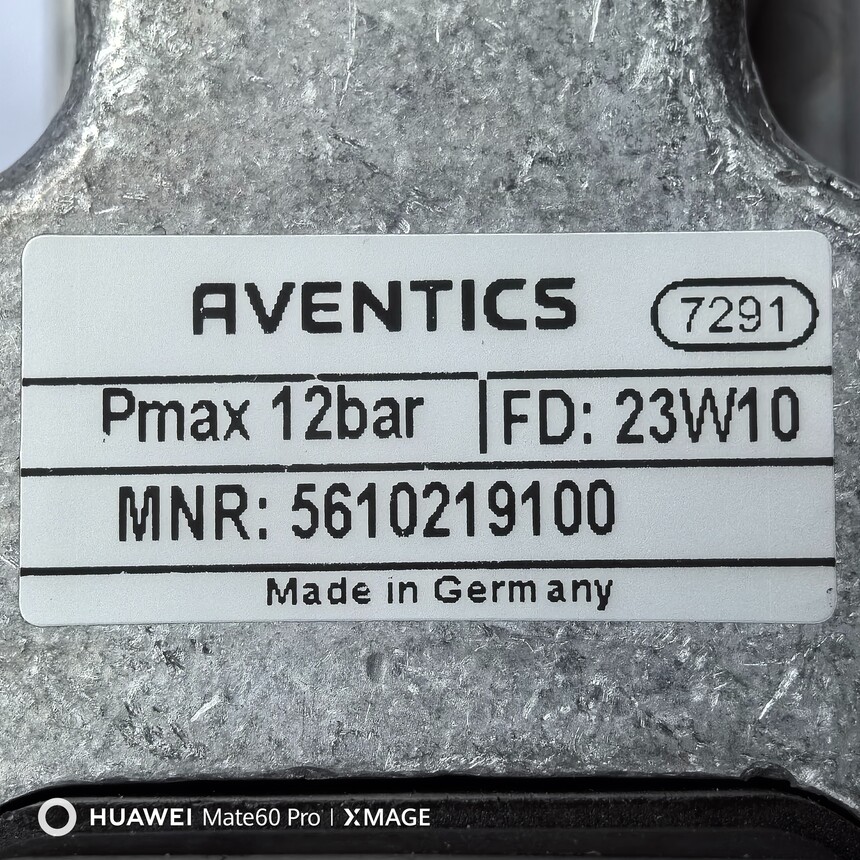 AVENTICS 7291
Pmax 12bar FD: 23W10
MNR: 5610219100
Made in Germany
HUAWEI Mate60 Pro | XMAGE